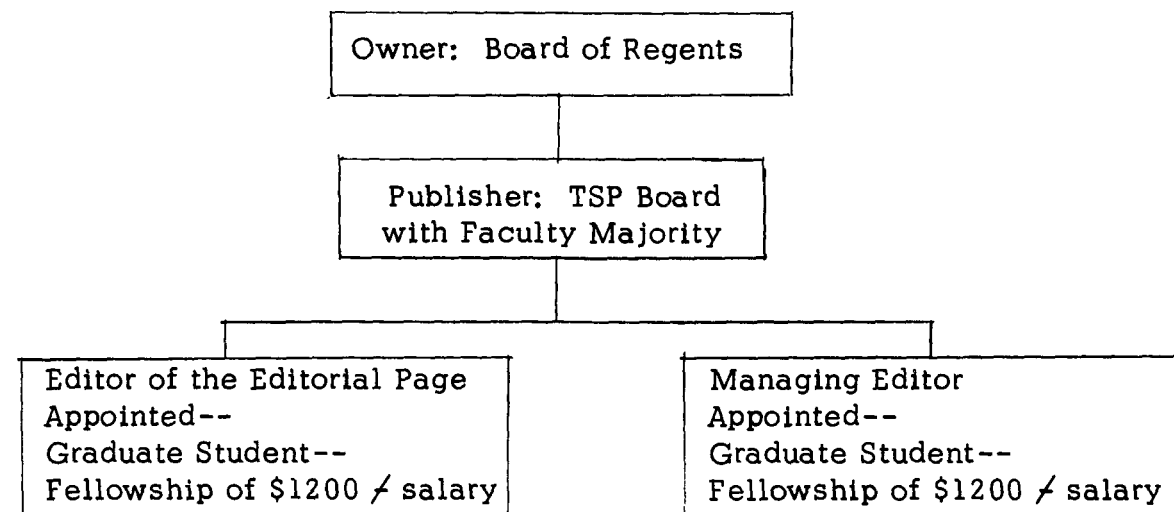 Owner: Board of Regents
Publisher: TSP Board
with Faculty Majority
Editor of the Editorial Page
Appointed--
Graduate Student--
Fellowship of $1200 ⁄ salary
Managing Editor
Appointed--
Graduate Student--
Fellowship of $1200 ⁄ salary